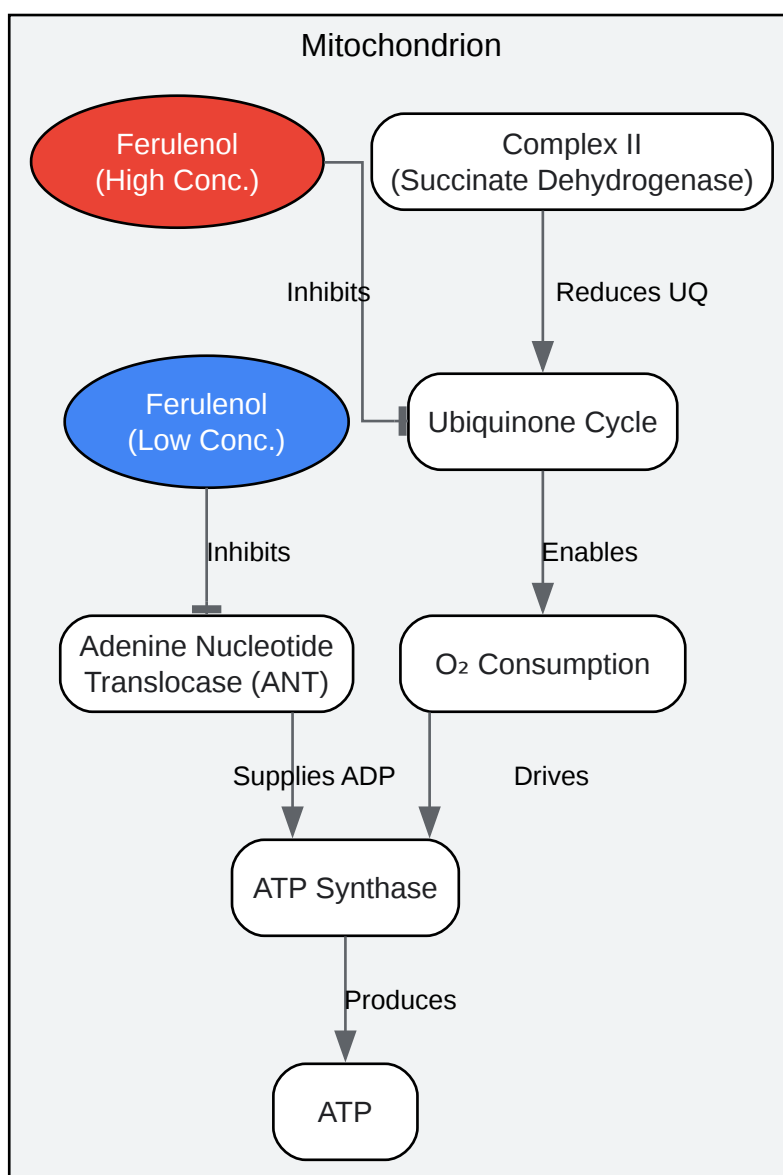 Mitochondrion
Ferulenol
(High Conc.)
Complex II
(Succinate Dehydrogenase)
Inhibits
Reduces UQ
Ferulenol
(Low Conc.)
Ubiquinone Cycle
Inhibits
Enables
Adenine Nucleotide
Translocase (ANT)
O₂ Consumption
Supplies ADP
Drives
ATP Synthase
Produces
ATP